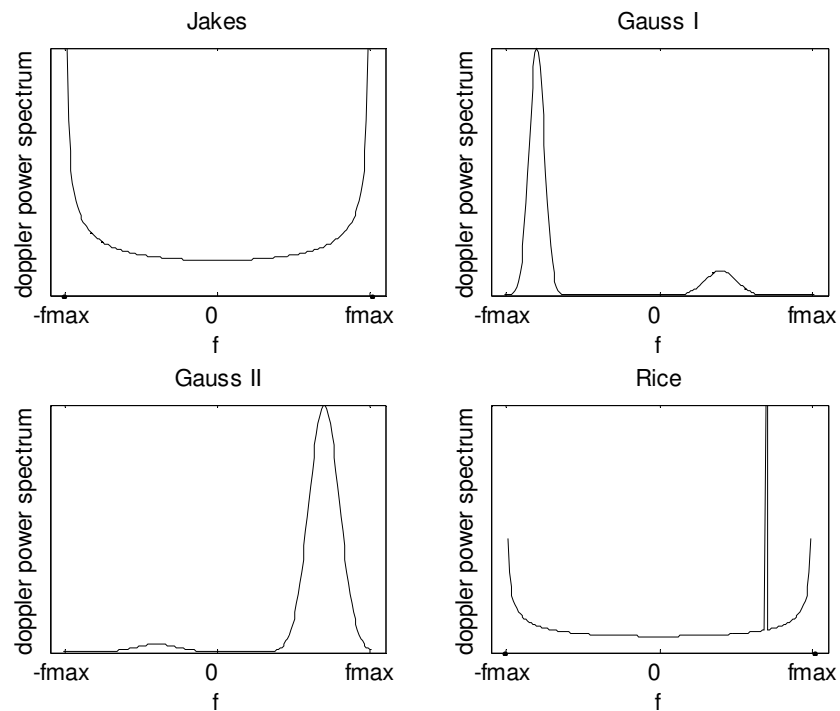 Jakes
doppler power spectrum
-fmax 0 fmax
f
Gauss I
doppler power spectrum
-fmax 0 fmax
f
Gauss II
doppler power spectrum
-fmax 0 fmax
f
Rice
doppler power spectrum
-fmax 0 fmax
f